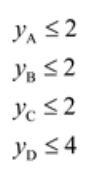 y_A ≤ 2
y_B ≤ 2
y_C ≤ 2
y_D ≤ 4